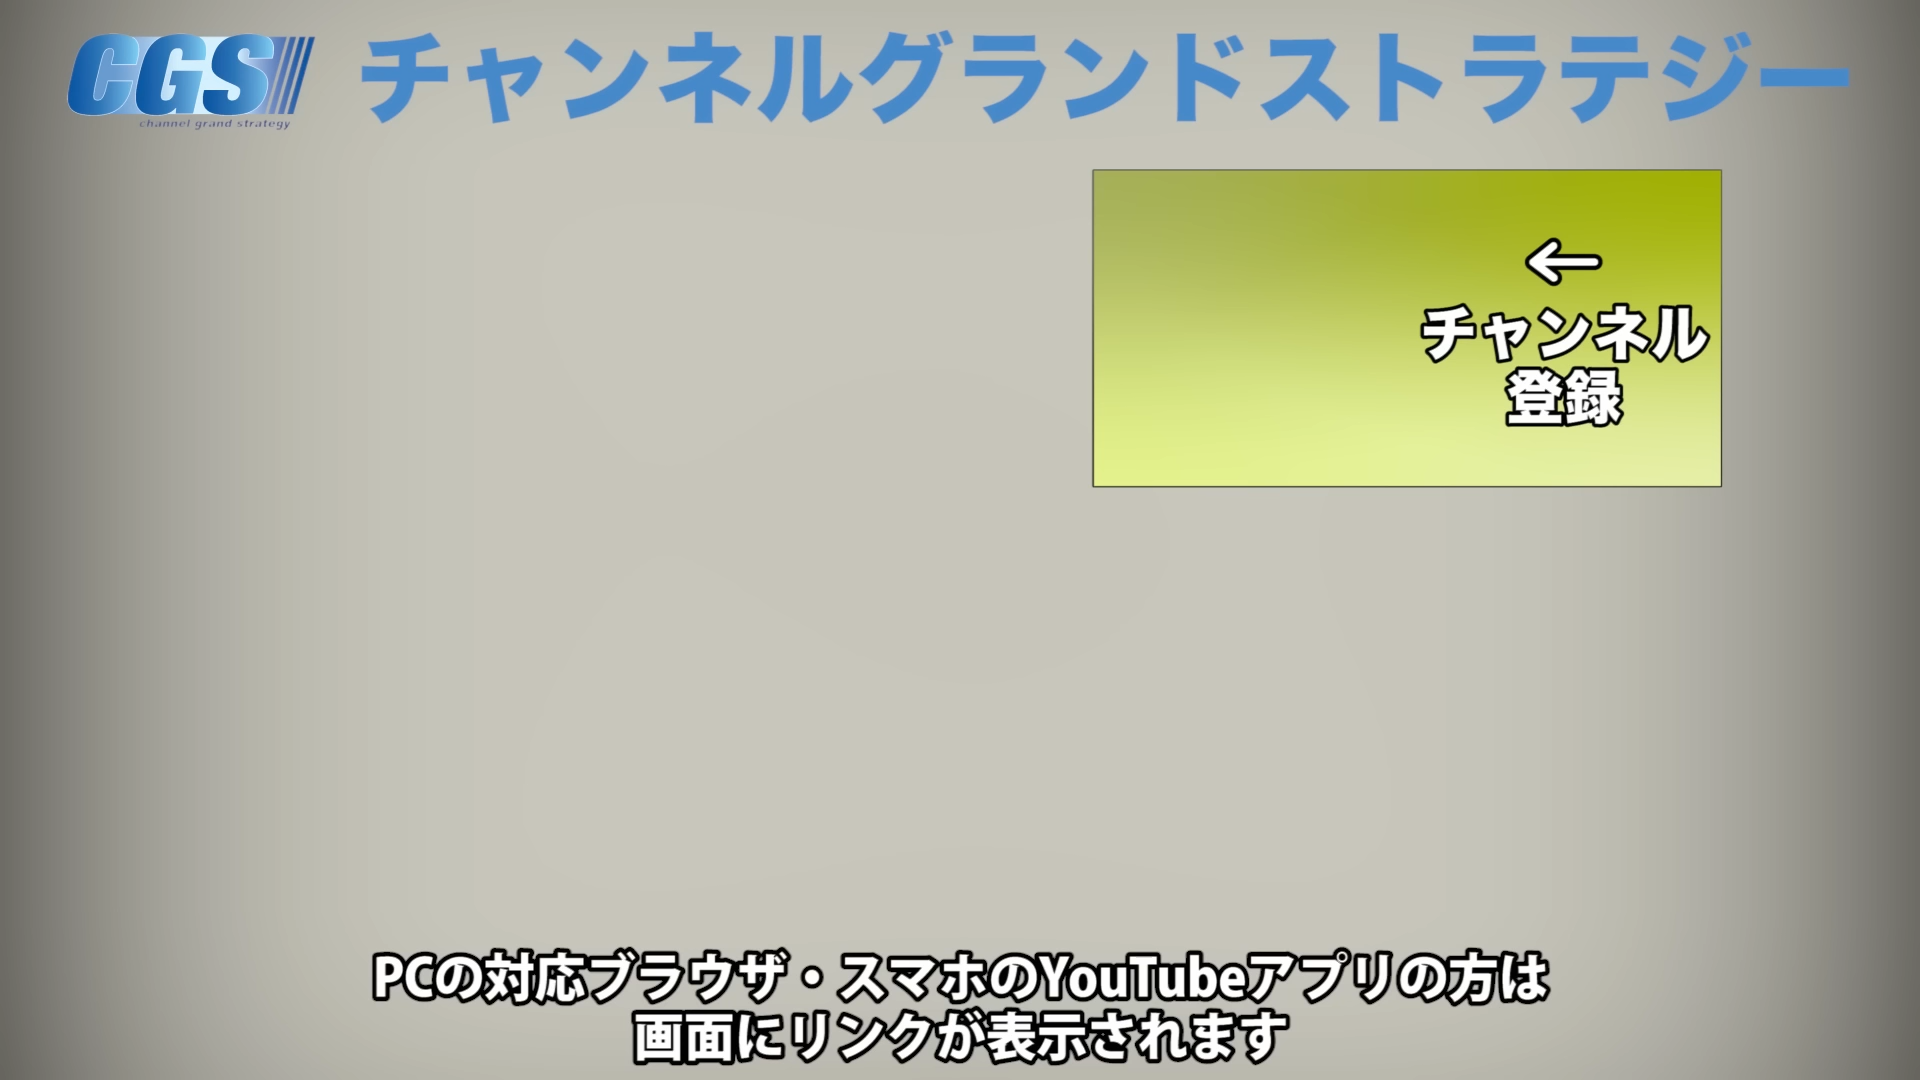 CGS
channel grand strategy
チャンネルグランドストラテジー
←
チャンネル
登録
PCの対応ブラウザ・スマホのYouTubeアプリの方は
画面にリンクが表示されます